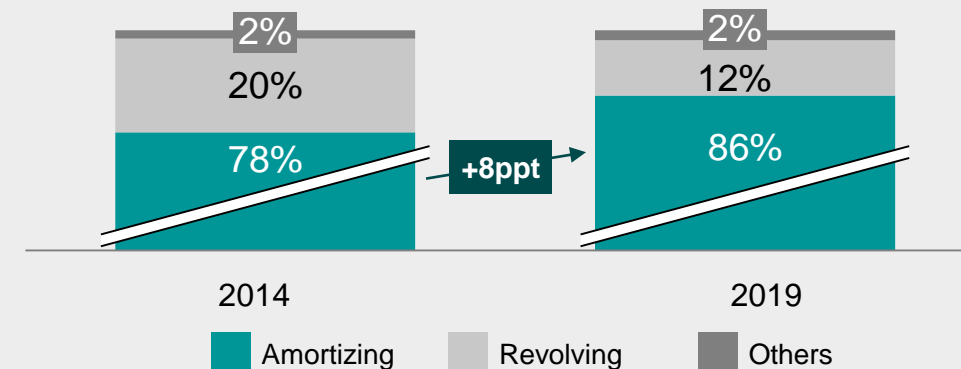 2% 2%
20% 12%
78% 86%
+8ppt
2014 2019
Amortizing Revolving Others